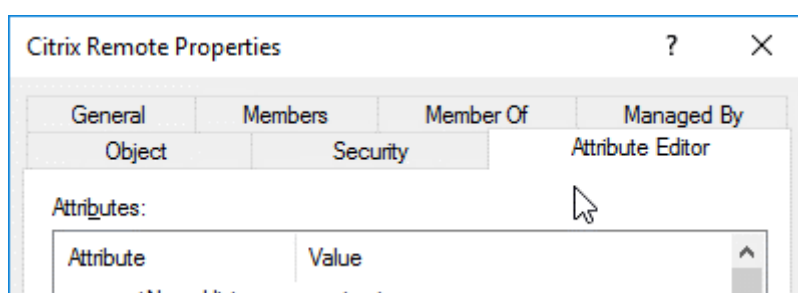 Citrix Remote Properties ? ×
General Members Member Of Managed By
Object Security Attribute Editor
Attributes:
Attribute Value